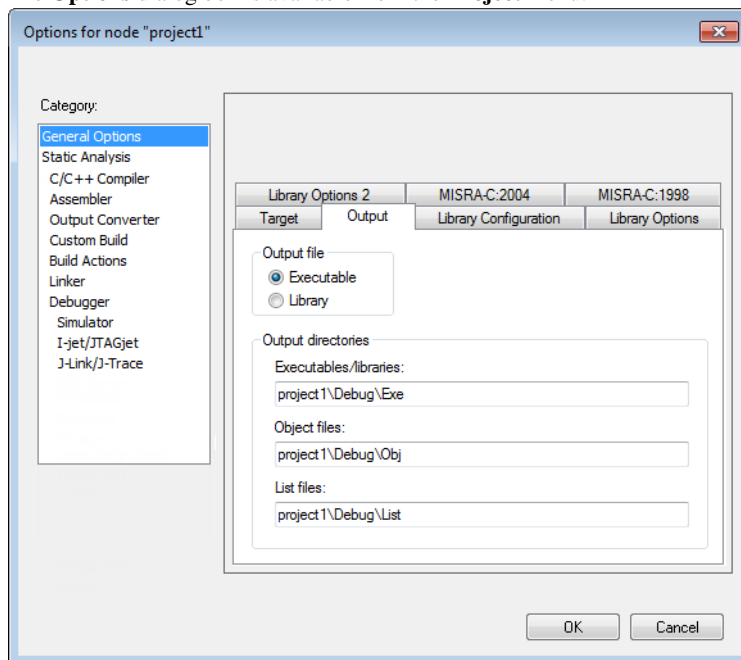 Options for node "project1"
Category:
General Options
Static Analysis
C/C++ Compiler
Assembler
Output Converter
Custom Build
Build Actions
Linker
Debugger
Simulator
I-jet/JTAGjet
J-Link/J-Trace
Library Options 2 MISRA-C:2004 MISRA-C:1998
Target Output Library Configuration Library Options
Output file
Executable
Library
Output directories
Executables/libraries:
project1\Debug\Exe
Object files:
project1\Debug\Obj
List files:
project1\Debug\List
OK Cancel